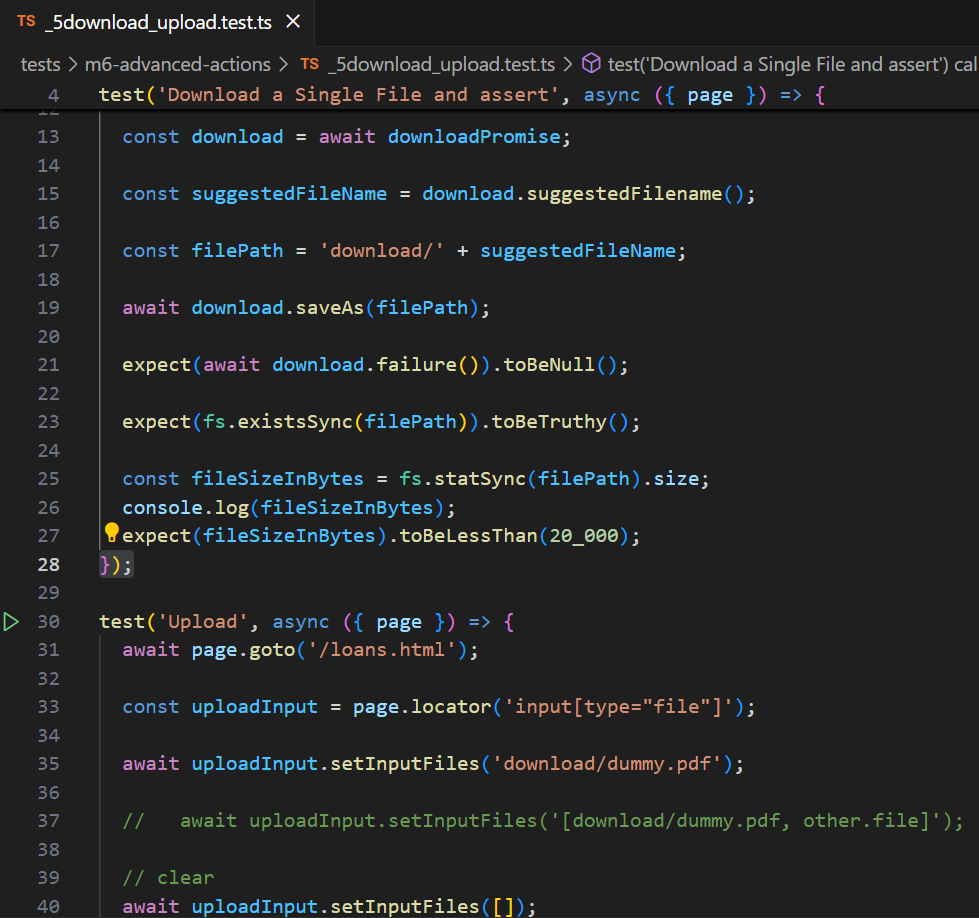 TS _5download_upload.test.ts ×
tests > m6-advanced-actions > TS _5download_upload.test.ts > test('Download a Single File and assert') cal
4 test('Download a Single File and assert', async ({ page }) => {
13 const download = await downloadPromise;
14
15 const suggestedFileName = download.suggestedFilename();
16
17 const filePath = 'download/' + suggestedFileName;
18
19 await download.saveAs(filePath);
20
21 expect(await download.failure()).toBeNull();
22
23 expect(fs.existsSync(filePath)).toBeTruthy();
24
25 const fileSizeInBytes = fs.statSync(filePath).size;
26 console.log(fileSizeInBytes);
27 expect(fileSizeInBytes).toBeLessThan(20_000);
28 });
29
30 test('Upload', async ({ page }) => {
31 await page.goto('/loans.html');
32
33 const uploadInput = page.locator('input[type="file"]');
34
35 await uploadInput.setInputFiles('download/dummy.pdf');
36
37 //   await uploadInput.setInputFiles('[download/dummy.pdf, other.file]');
38
39 // clear
40 await uploadInput.setInputFiles([]);